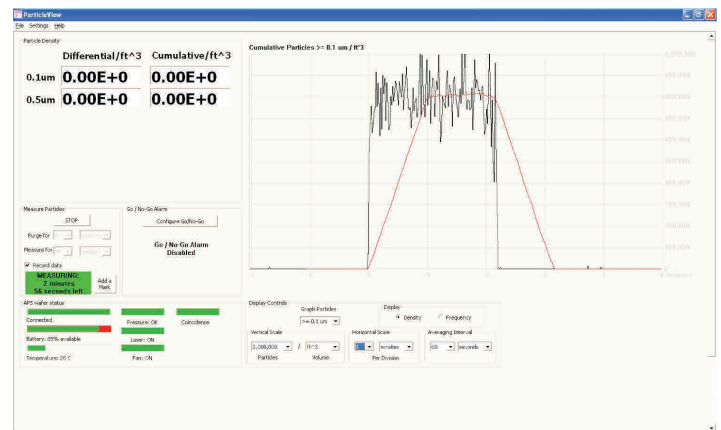 ParticleView
File Settings Help
Particle Density
Differential/ft^3 Cumulative/ft^3
0.1um 0.00E+0 0.00E+0
0.5um 0.00E+0 0.00E+0
Cumulative Particles >= 0.1 um / ft^3
1,000,000
Measure Particles
STOP
Purge for
Measure for
Record data
MEASURING:
2 minutes
56 seconds left
Add a
Mark
Go / No-Go Alarm
Configure Go/No-Go
Go / No-Go Alarm
Disabled
minutes
APS wafer status
Connected
Battery: 85% available
Temperature: 26 C
Pressure: OK
Laser: ON
Fan: ON
Coincidence
Display Controls
Graph Particles
>= 0.1 um
Display
Density Frequency
Vertical Scale
1,000,000 / ft^3
Particles Volume
Horizontal Scale
1 minutes
Per Division
Averaging Interval
60 seconds